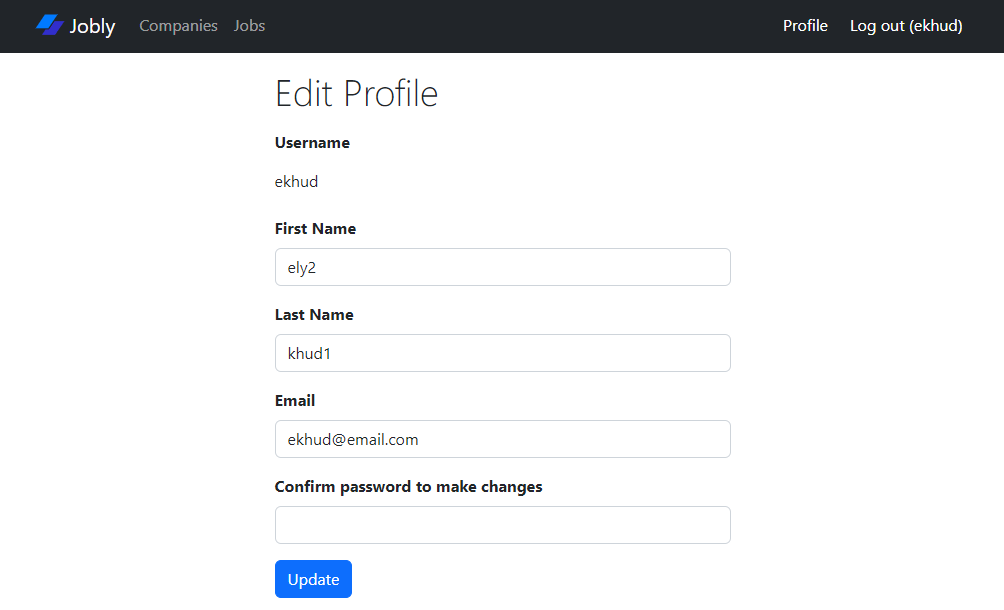 Jobly Companies Jobs Profile Log out (ekhud)
Edit Profile
Username
ekhud
First Name
ely2
Last Name
khud1
Email
ekhud@email.com
Confirm password to make changes
Update